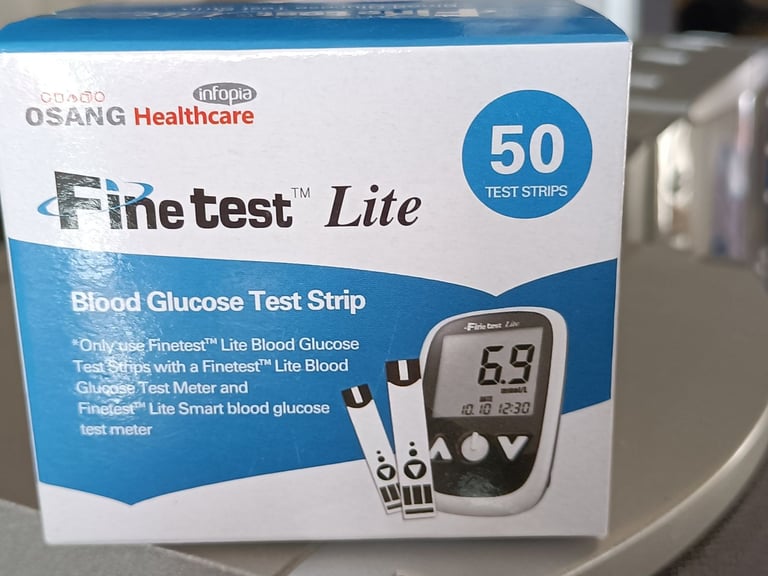 infopia
OSANG Healthcare
50
TEST STRIPS
Finetest™ Lite
Blood Glucose Test Strip
*Only use Finetest™ Lite Blood Glucose
Test Strips with a Finetest™ Lite Blood
Glucose Test Meter and
Finetest™ Lite Smart blood glucose
test meter
Fine test Lite
6.9
mmol/L
10.10 12:30